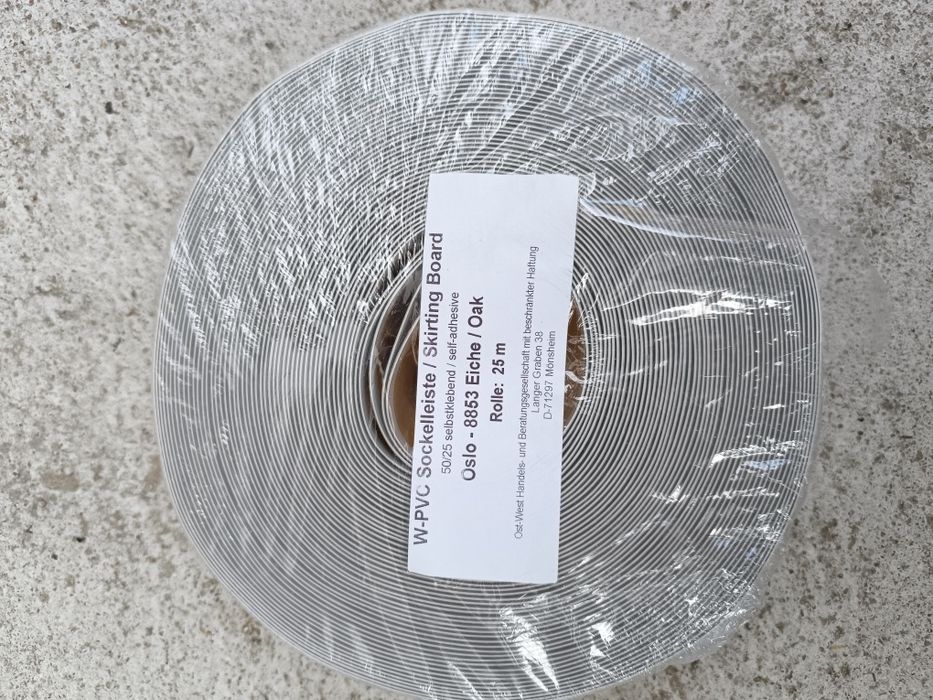 W-PVC Sockelleiste / Skirting Board
50/25 selbstklebend / self-adhesive
Oslo - 8853 Eiche / Oak
Rolle: 25 m
Ost-West Handels- und Beratungsgesellschaft mit beschränkter Haftung
Langer Graben 38
D-71297 Mönsheim